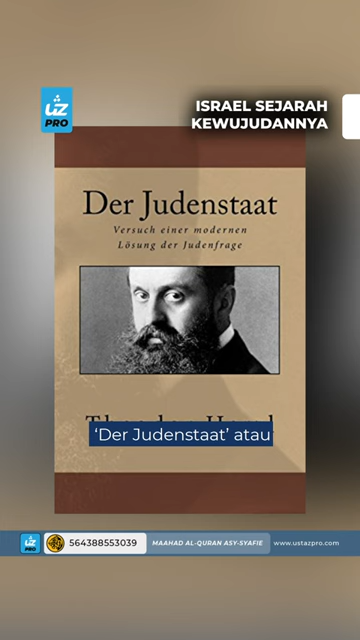 UZ
PRO
ISRAEL SEJARAH
KEWUJUDANNYA
Der Judenstaat
Versuch einer modernen
Lösung der Judenfrage
'Der Judenstaat' atau
UZ
PRO
564388553039
MAAHAD AL-QURAN ASY-SYAFIE
www.ustazpro.com